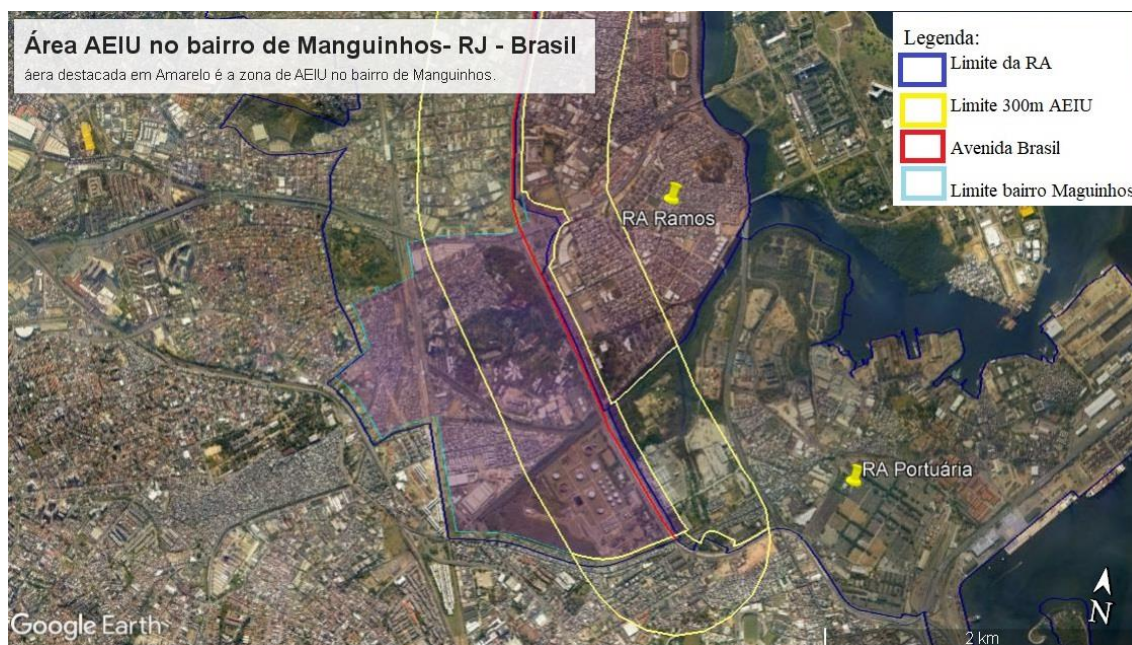 Área AEIU no bairro de Manguinhos- RJ - Brasil
áera destacada em Amarelo é a zona de AEIU no bairro de Manguinhos.
Legenda:
Limite da RA
Limite 300m AEIU
Avenida Brasil
Limite bairro Maguinhos
RA Ramos
RA Portuária
Google Earth
N
2 km